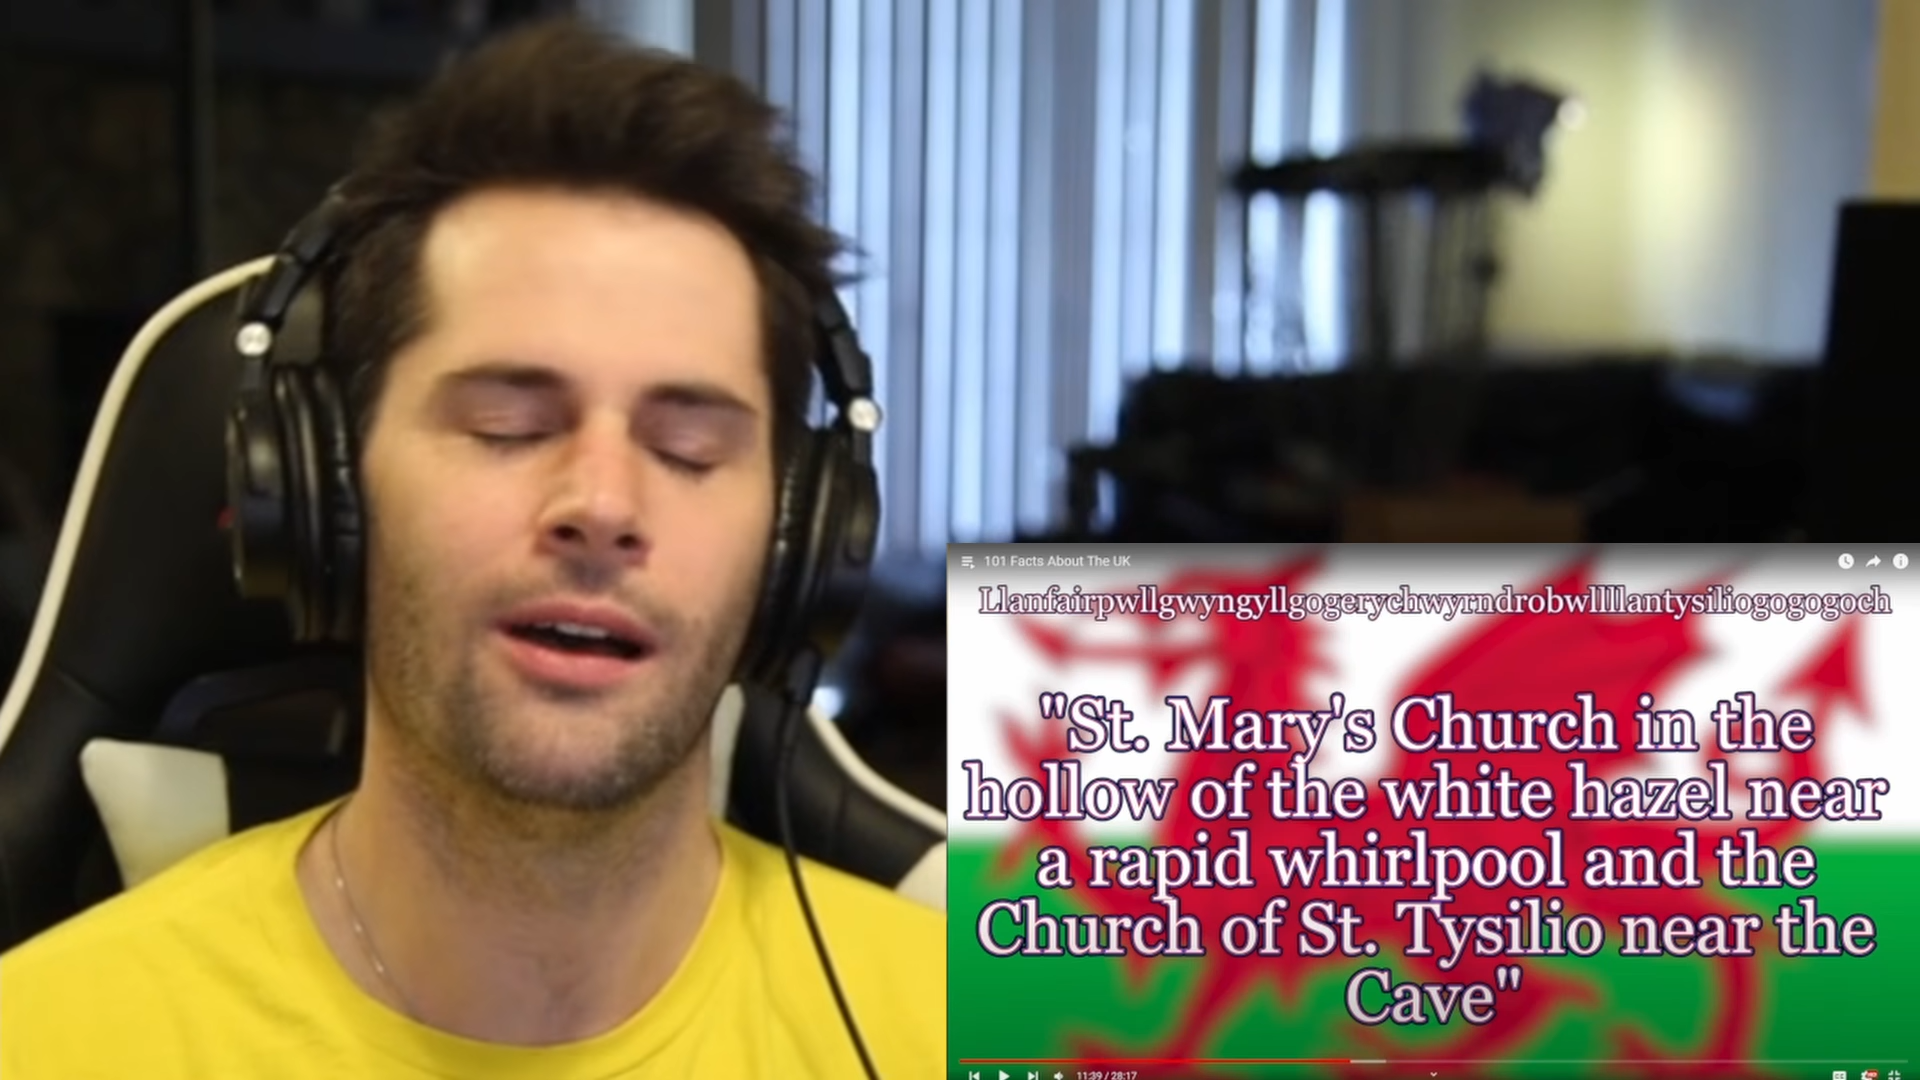 101 Facts About The UK
Llanfairpwllgwyngyllgogerychwyrndrobwllllantysiliogogogoch
"St. Mary's Church in the
hollow of the white hazel near
a rapid whirlpool and the
Church of St. Tysilio near the
Cave"
11:39 / 28:17